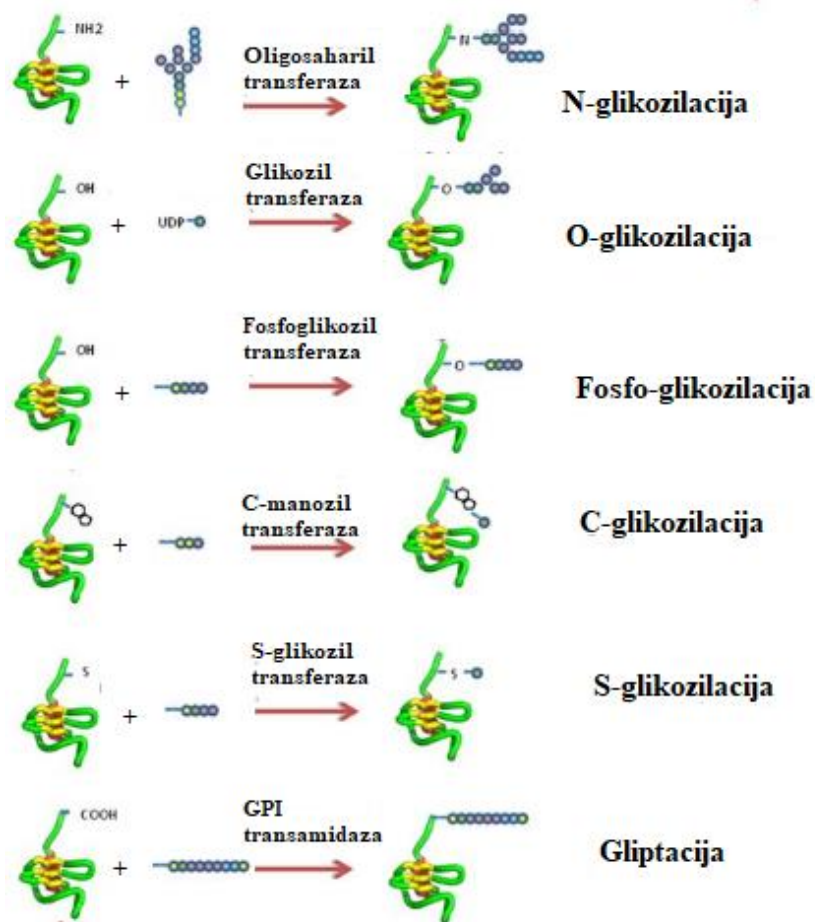 NH2
+
Oligosaharil
transferaza
N
N-glikozilacija
OH
+
UDP
Glikozil
transferaza
O
O-glikozilacija
OH
+
Fosfoglikozil
transferaza
O
Fosfo-glikozilacija
+
C-manozil
transferaza
C-glikozilacija
S
+
S-glikozil
transferaza
S
S-glikozilacija
COOH
+
GPI
transamidaza
Gliptacija